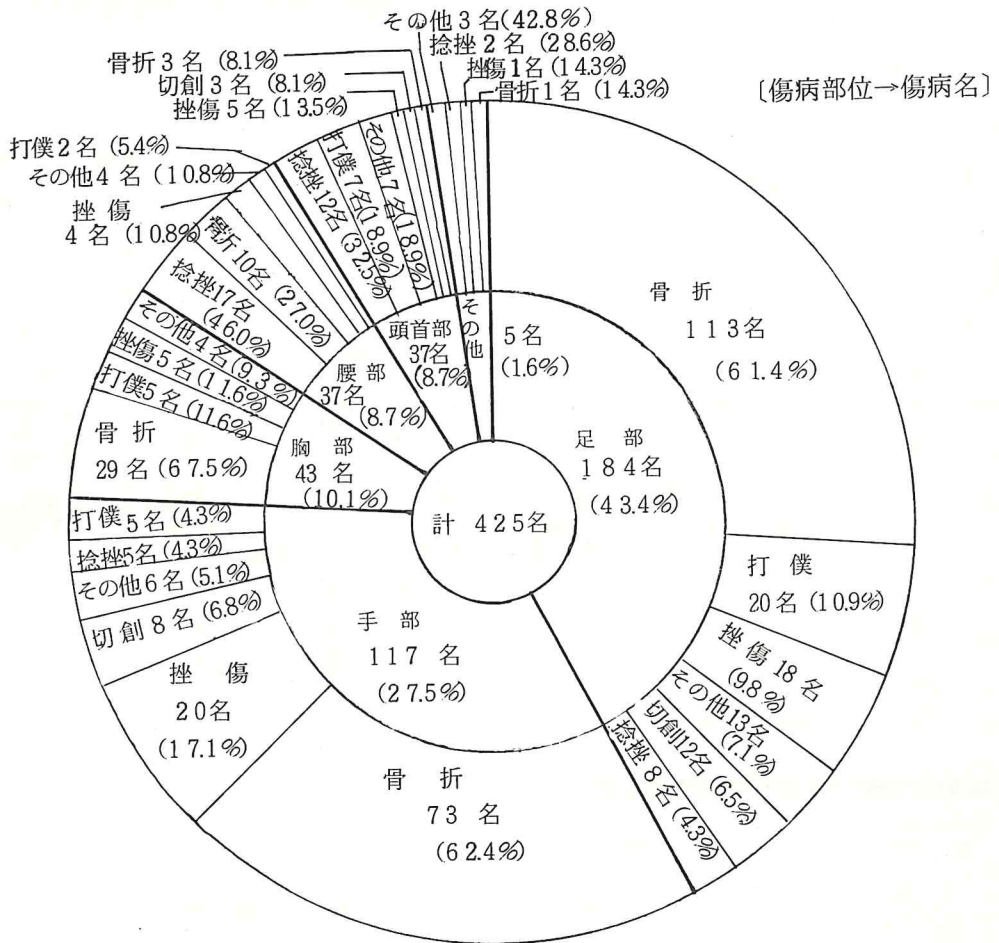 〔傷病部位→傷病名〕
計 425名
足部
184名
(43.4%)
骨折
113名
(61.4%)
打僕
20名(10.9%)
挫傷18名
(9.8%)
その他13名
(7.1%)
切創12名(6.5%)
捻挫8名(4.3%)
手部
117名
(27.5%)
骨折
73名
(62.4%)
挫傷
20名
(17.1%)
切創8名(6.8%)
その他6名(5.1%)
捻挫5名(4.3%)
打僕5名(4.3%)
胸部
43名
(10.1%)
骨折
29名(67.5%)
打僕5名(11.6%)
挫傷5名(11.6%)
その他4名(9.3%)
腰部
37名
(8.7%)
捻挫17名
(46.0%)
骨折10名(27.0%)
挫傷
4名(10.8%)
その他4名(10.8%)
打僕2名(5.4%)
頭首部
37名
(8.7%)
捻挫12名(32.5%)
打僕7名(18.9%)
その他7名(18.9%)
挫傷5名(13.5%)
切創3名(8.1%)
骨折3名(8.1%)
その他
5名
(1.6%)
その他3名(42.8%)
捻挫2名(28.6%)
挫傷1名(14.3%)
骨折1名(14.3%)